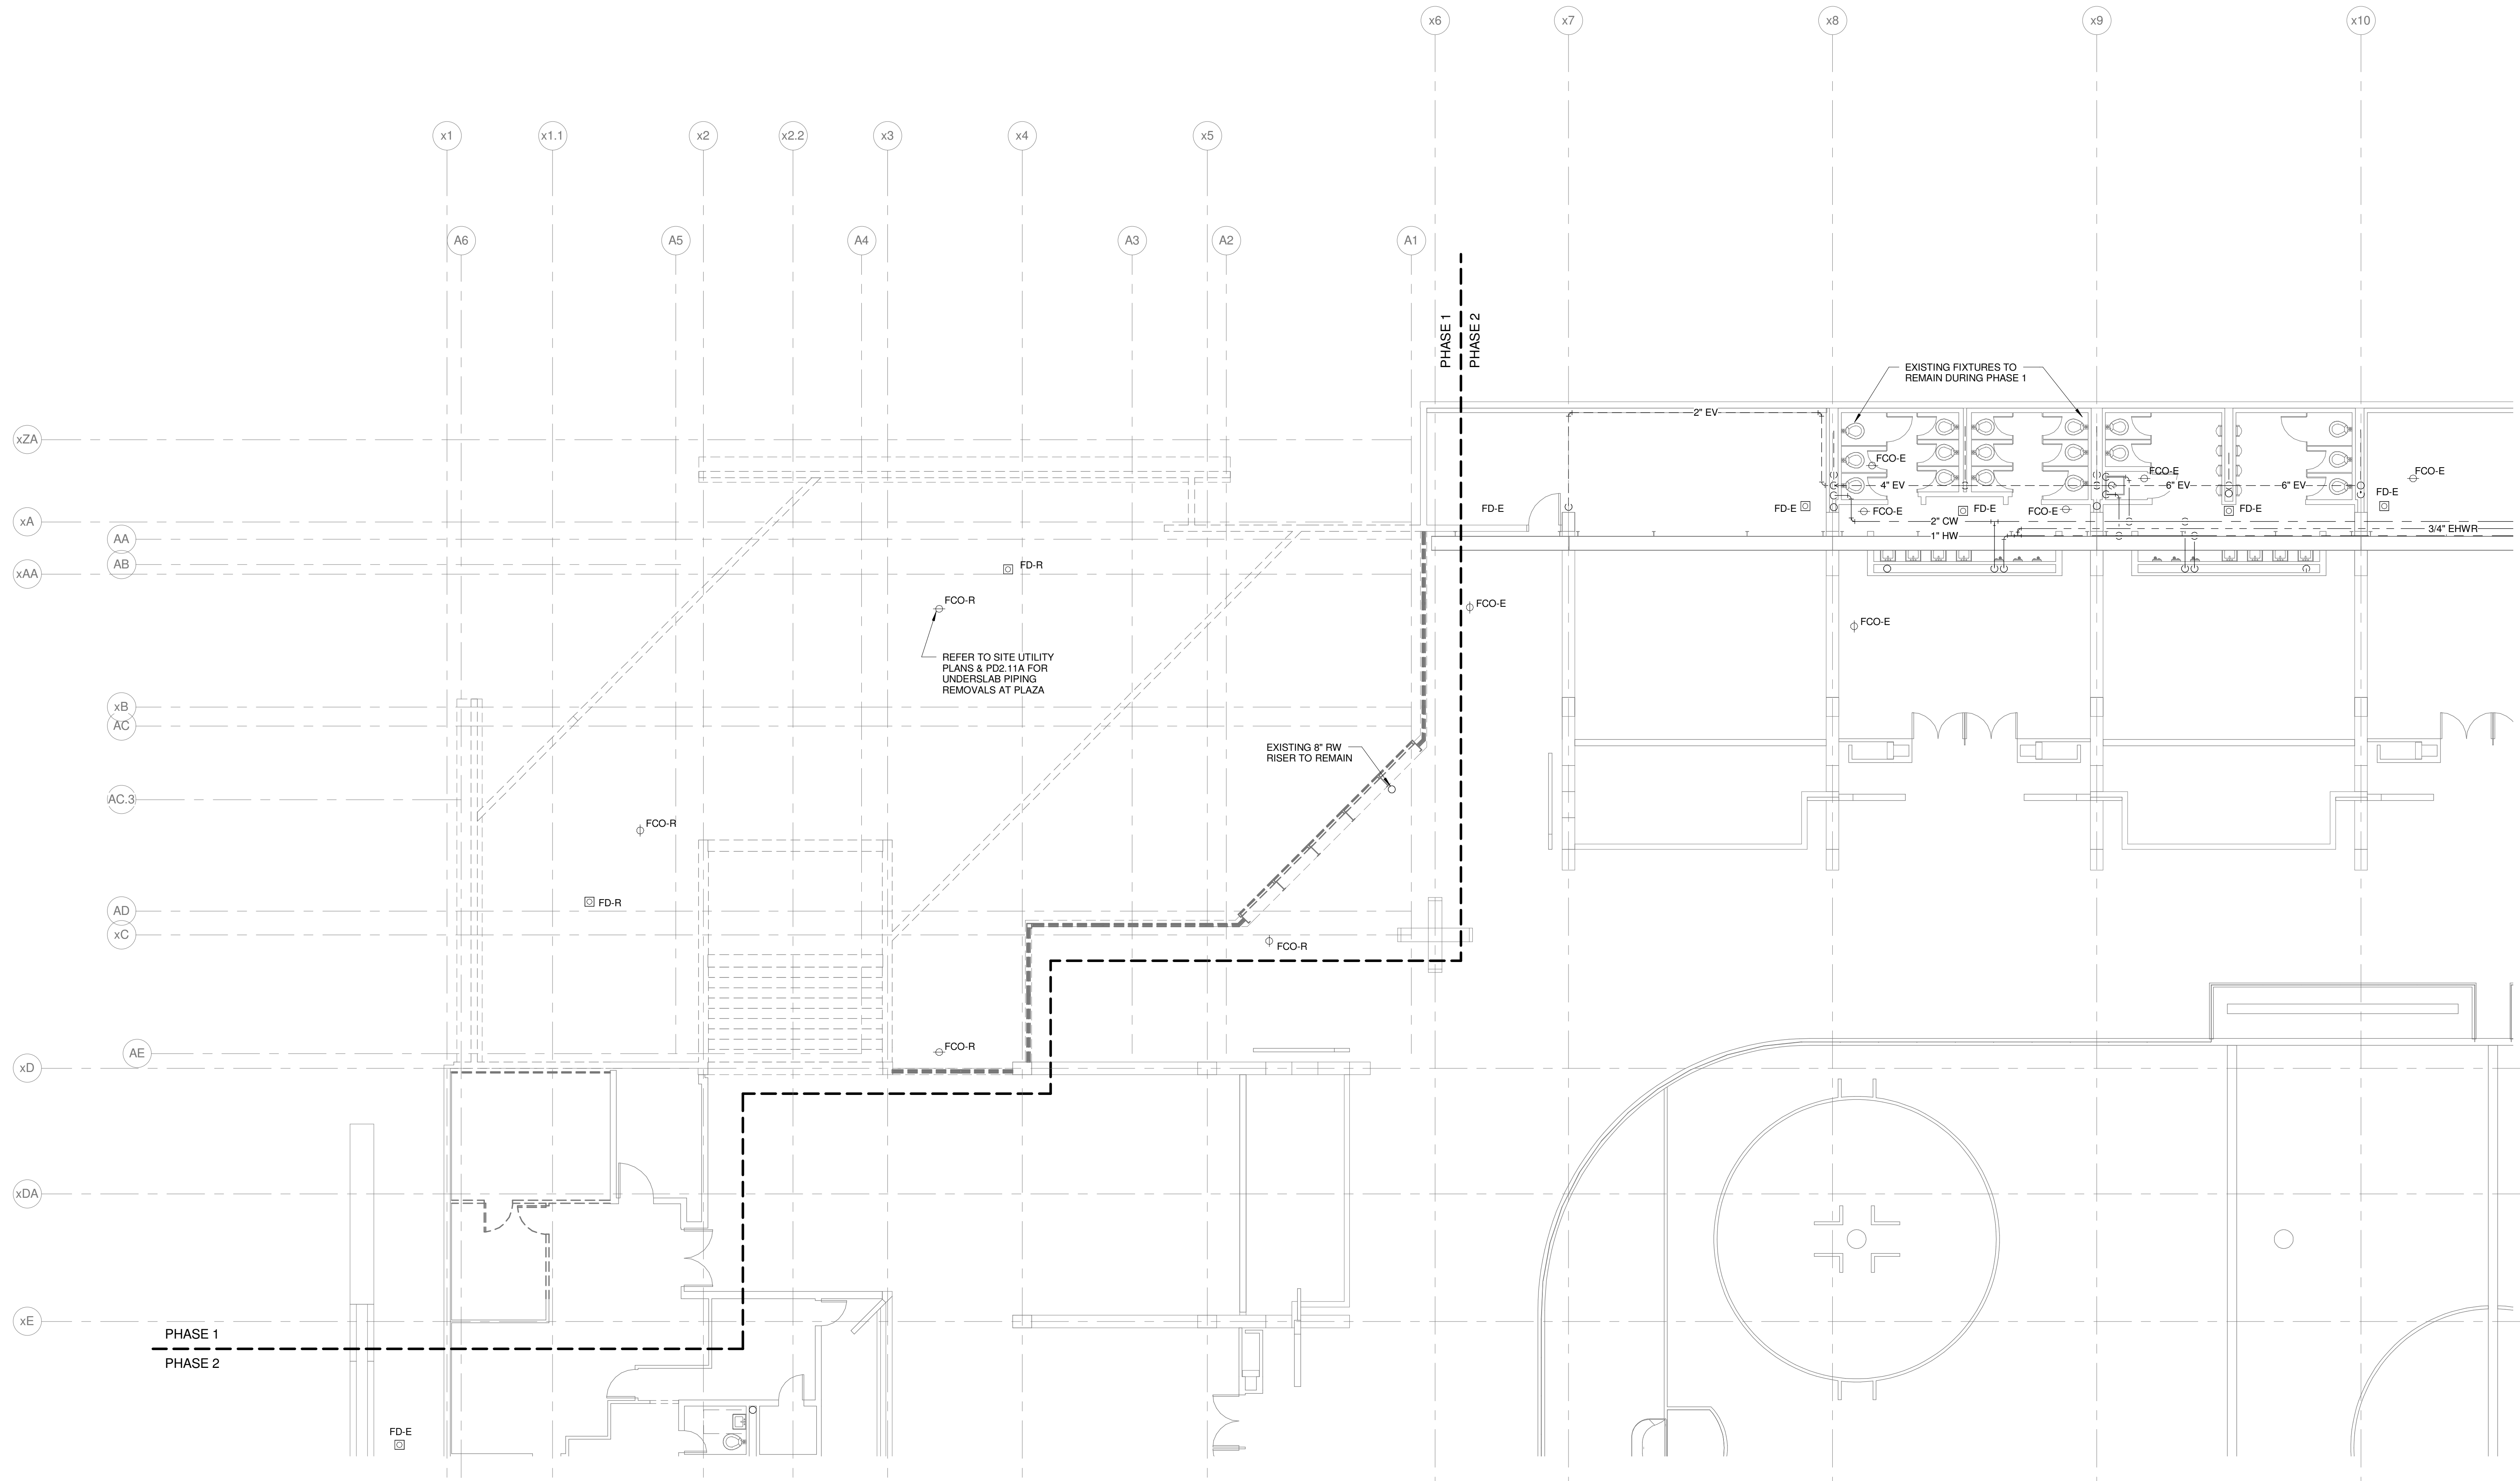 x6
x7
x8
x9
x10
x1
x1.1
x2
x2.2
x3
x4
x5
A6
A5
A4
A3
A2
A1
PHASE 1
PHASE 2
EXISTING FIXTURES TO
REMAIN DURING PHASE 1
2" EV
xZA
FCO-E
FCO-E
FCO-E
4" EV
6" EV
6" EV
FD-E
FD-E
FD-E
FCO-E
FD-E
FCO-E
FD-E
xA
2" CW
3/4" EHWR
1" HW
AA
AB
xAA
FD-R
FCO-R
FCO-E
FCO-E
REFER TO SITE UTILITY
PLANS & PD2.11A FOR
UNDERSLAB PIPING
REMOVALS AT PLAZA
xB
AC
EXISTING 8" RW
RISER TO REMAIN
AC.3
FCO-R
FD-R
AD
xC
FCO-R
FCO-R
AE
xD
xDA
xE
PHASE 1
PHASE 2
FD-E